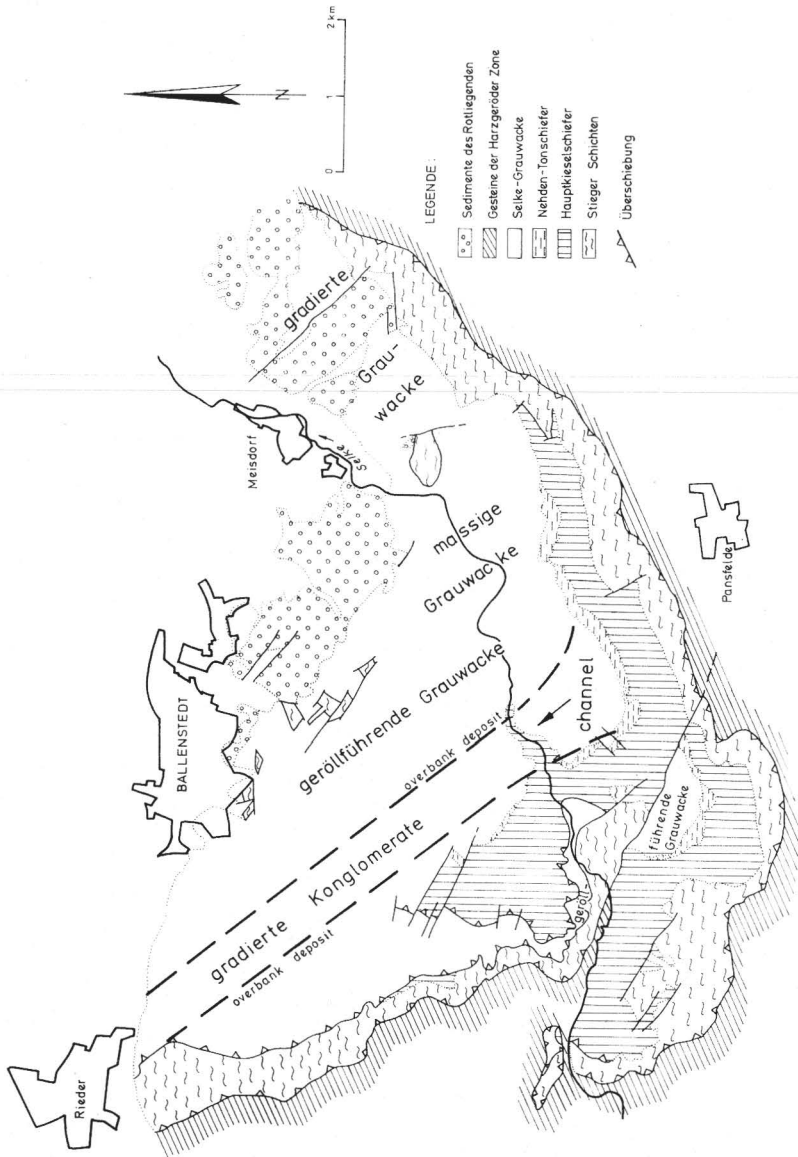 Rieder
BALLENSTEDT
Meisdorf
Selke
N
0 1 2 km
LEGENDE:
Sedimente des Rotliegenden
Gesteine der Harzgeröder Zone
Selke-Grauwacke
Nehden-Tonschiefer
Hauptkieselschiefer
Stieger Schichten
Überschiebung
gradierte
Grau-
wacke
massige
Grauwacke
geröllführende Grauwacke
overbank deposit
gradierte Konglomerate
overbank deposit
channel
geröll-
führende
Grauwacke
Pansfelde